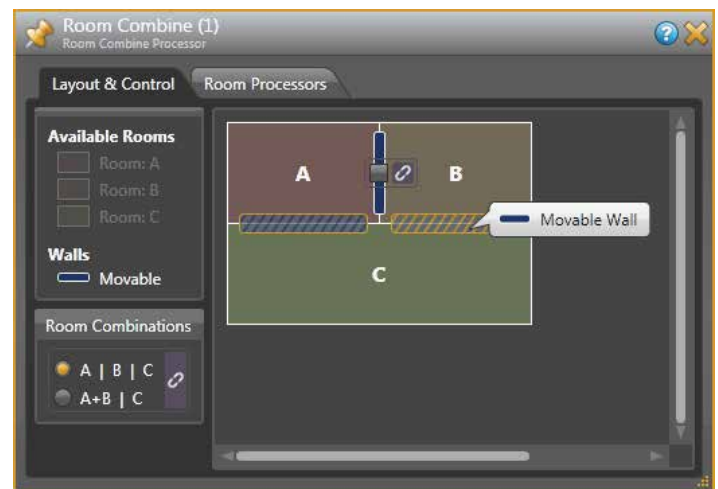 Room Combine (1)
Room Combine Processor
Layout & Control
Room Processors
Available Rooms
Room: A
Room: B
Room: C
Walls
Movable
Room Combinations
A | B | C
A+B | C
A
B
Movable Wall
C